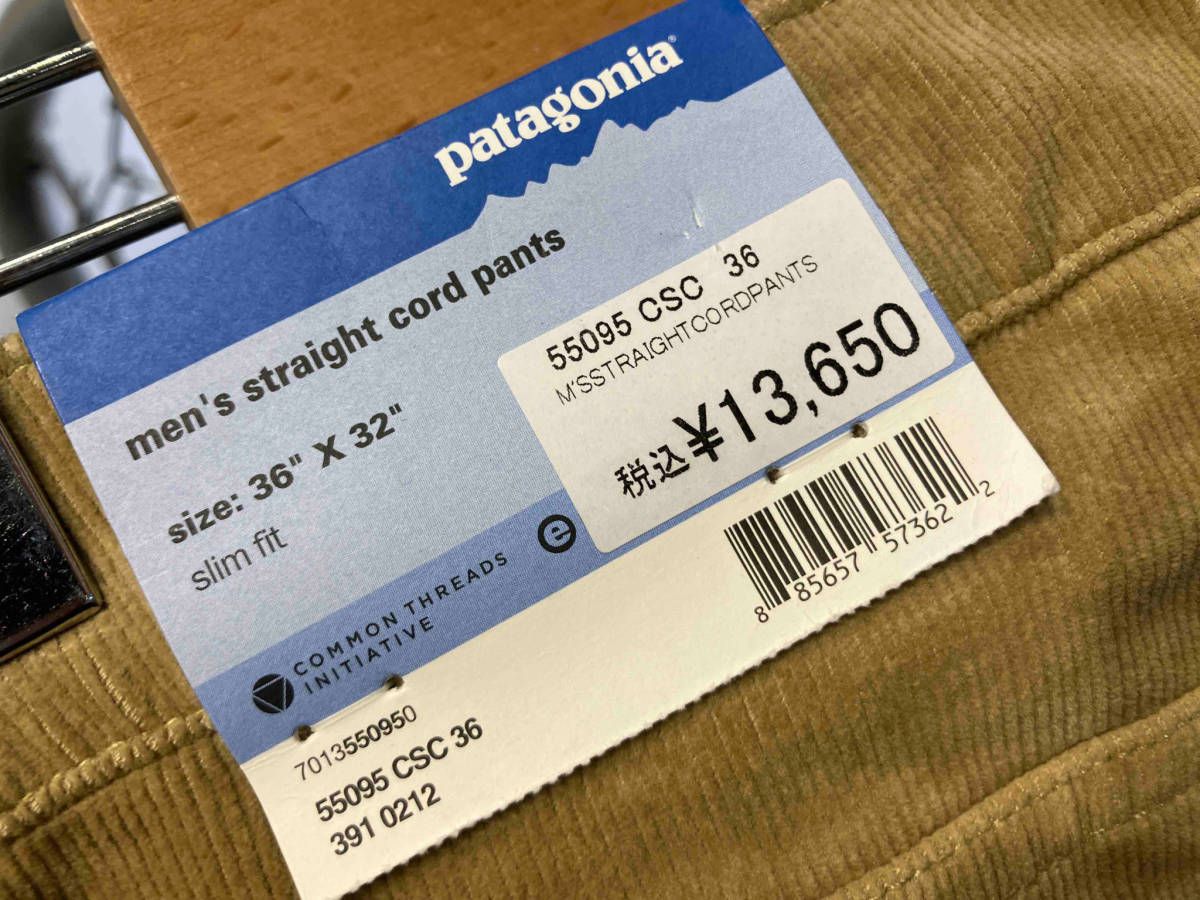 patagonia®
men's straight cord pants
size: 36" X 32"
slim fit
55095 CSC 36
M'SSTRAIGHTCORDPANTS
税込¥13,650
COMMON THREADS
INITIATIVE
e
8 85657 57362 2
7013550950
55095 CSC 36
391 0212